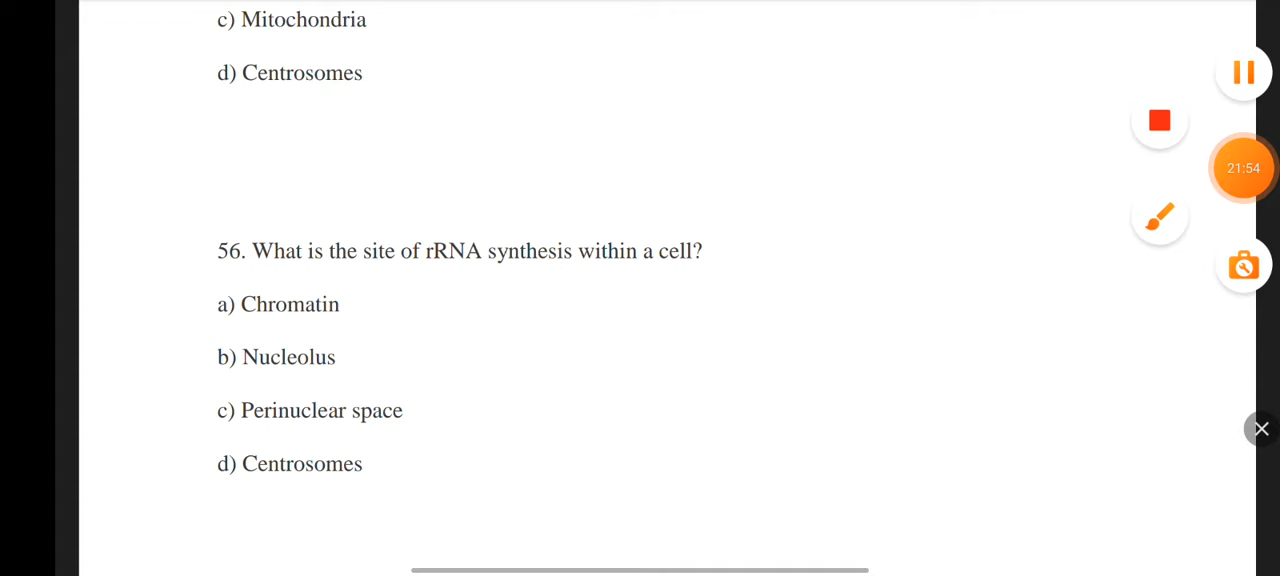 c) Mitochondria
d) Centrosomes
21:54
56. What is the site of rRNA synthesis within a cell?
a) Chromatin
b) Nucleolus
c) Perinuclear space
d) Centrosomes